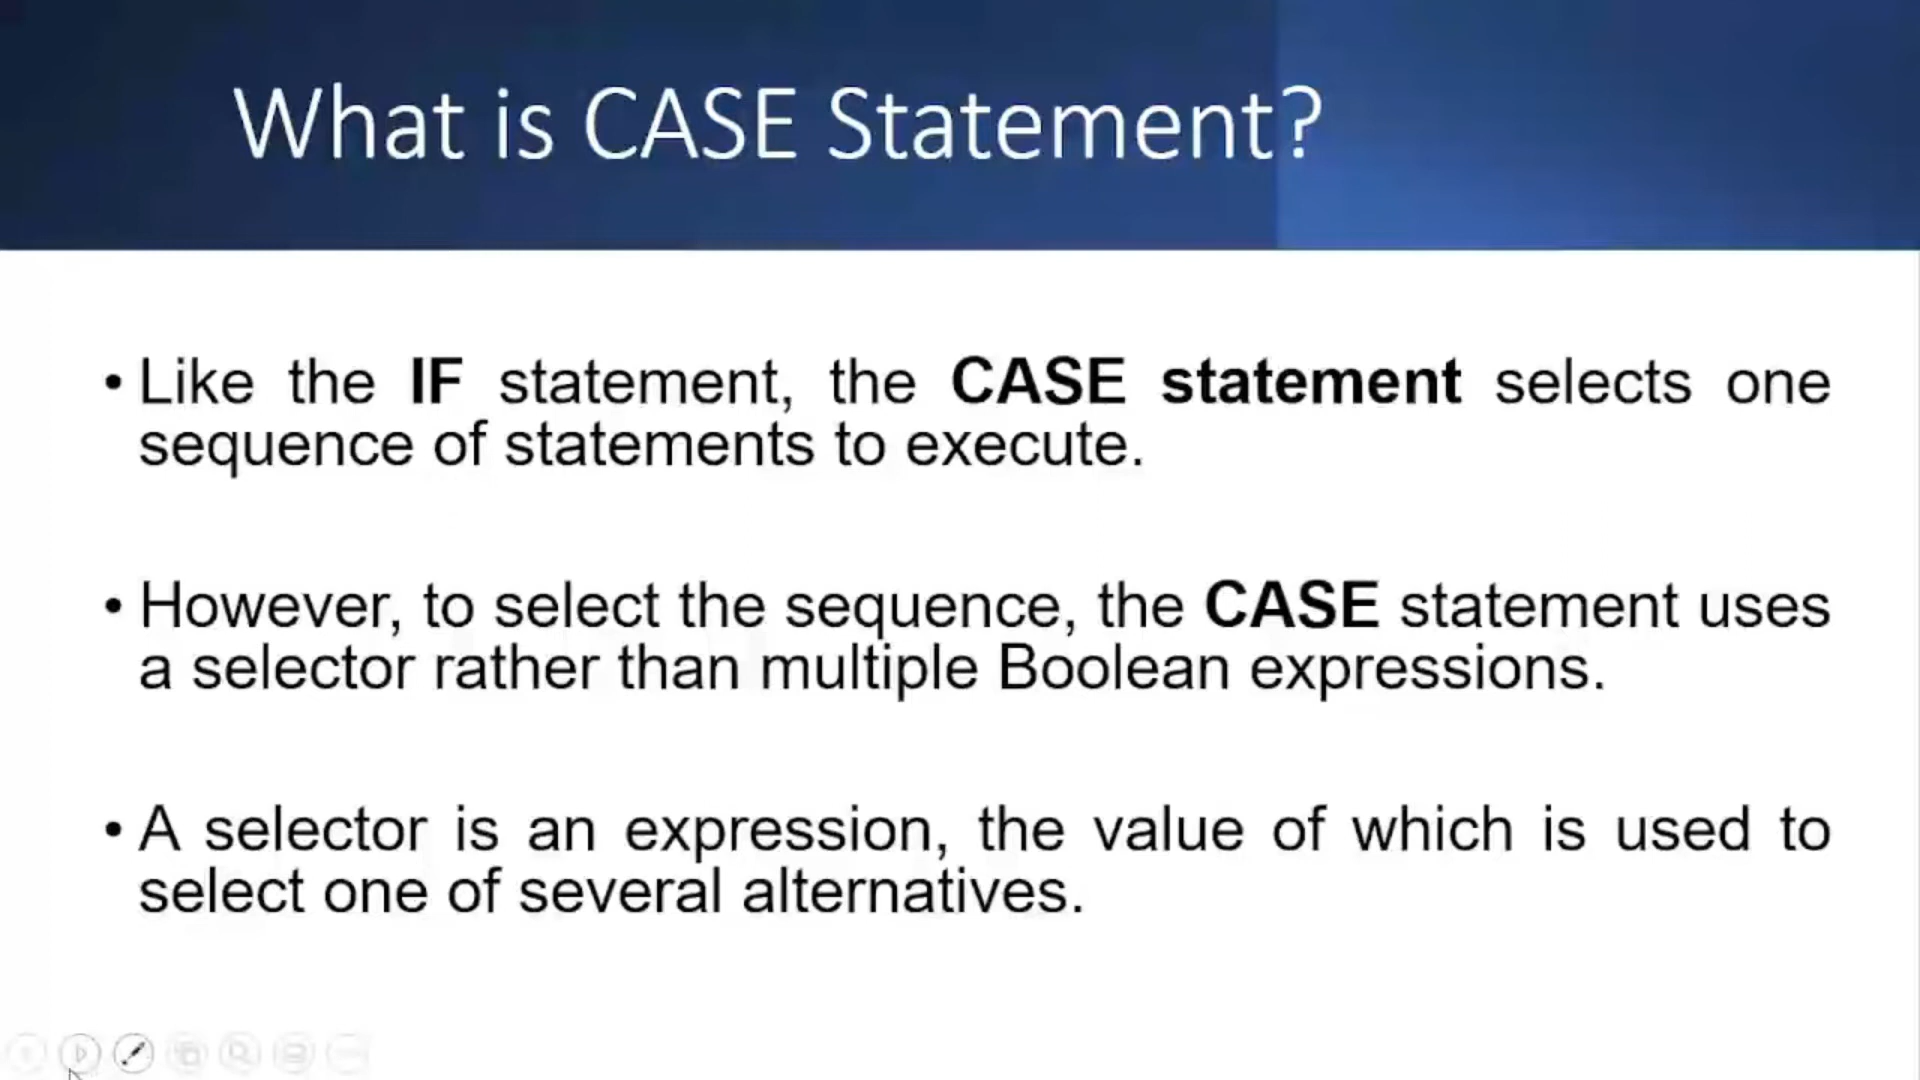 What is CASE Statement?
• Like the IF statement, the CASE statement selects one
sequence of statements to execute.
• However, to select the sequence, the CASE statement uses
a selector rather than multiple Boolean expressions.
• A selector is an expression, the value of which is used to
select one of several alternatives.